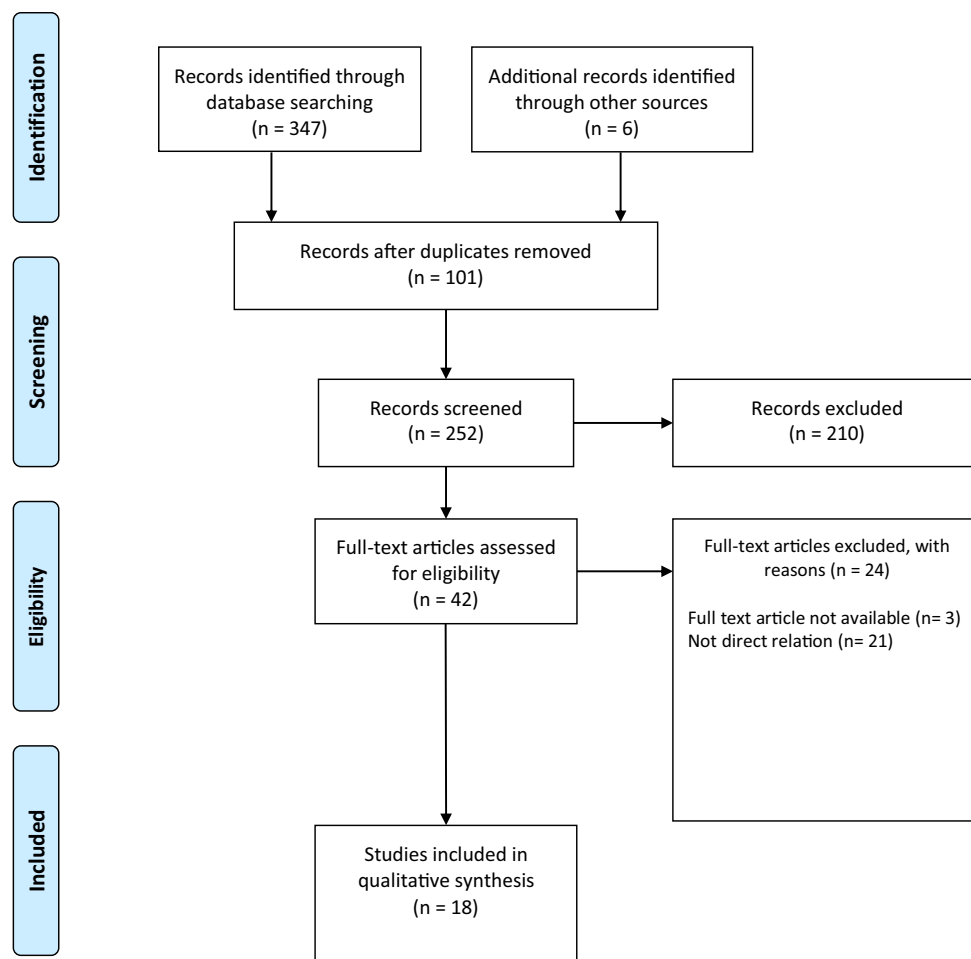 Identification
Records identified through
database searching
(n = 347)
Additional records identified
through other sources
(n = 6)
Screening
Records after duplicates removed
(n = 101)
Records screened
(n = 252)
Records excluded
(n = 210)
Eligibility
Full-text articles assessed
for eligibility
(n = 42)
Full-text articles excluded, with
reasons (n = 24)
Full text article not available (n= 3)
Not direct relation (n= 21)
Included
Studies included in
qualitative synthesis
(n = 18)